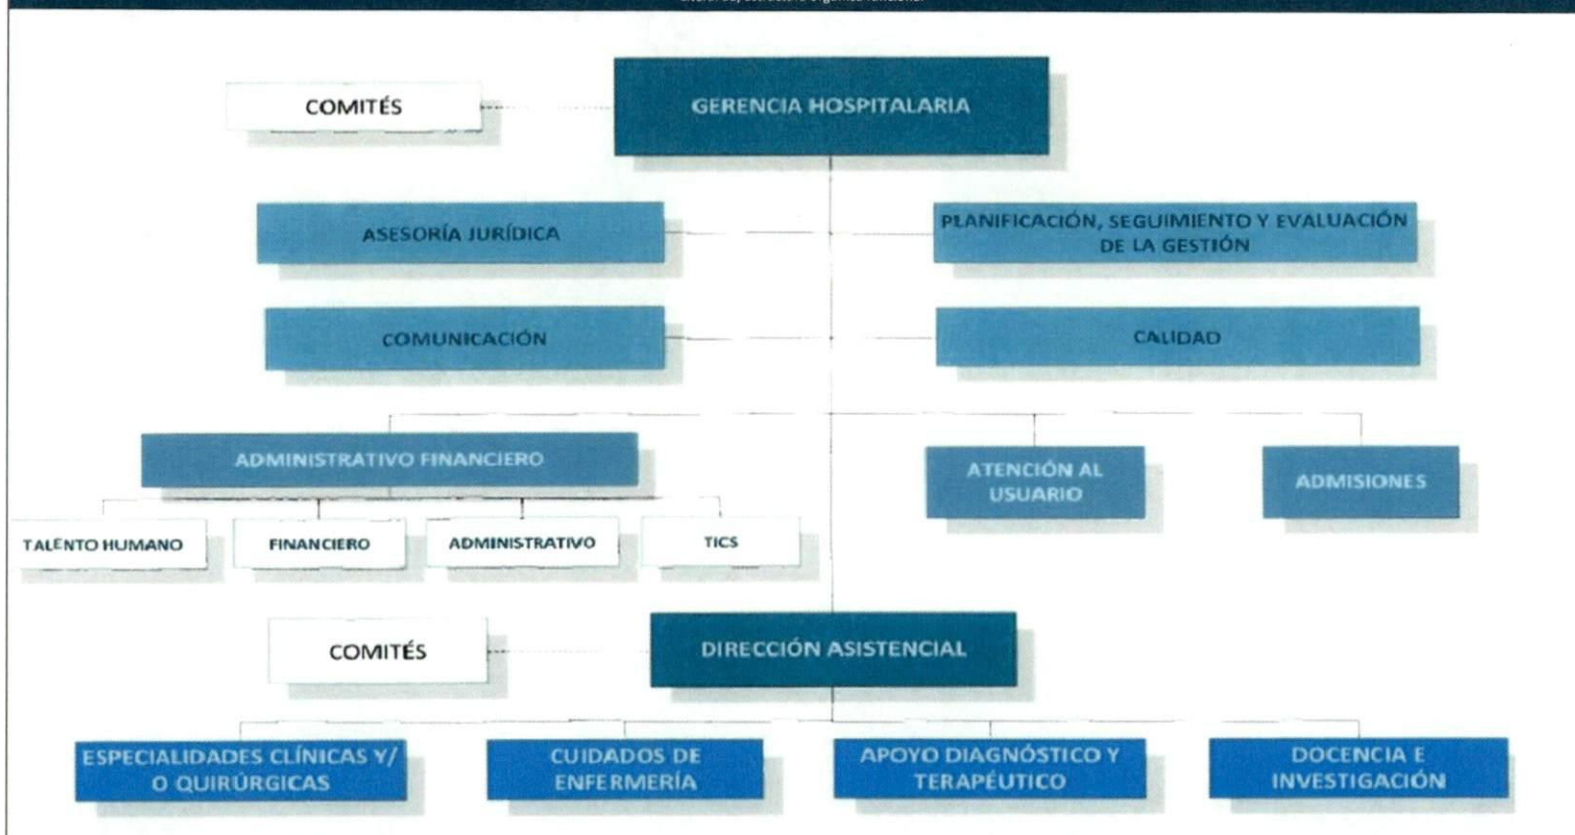 COMITÉS
GERENCIA HOSPITALARIA
ASESORÍA JURÍDICA
PLANIFICACIÓN, SEGUIMIENTO Y EVALUACIÓN
DE LA GESTIÓN
COMUNICACIÓN
CALIDAD
ADMINISTRATIVO FINANCIERO
ATENCIÓN AL
USUARIO
ADMISIONES
TALENTO HUMANO
FINANCIERO
ADMINISTRATIVO
TICS
COMITÉS
DIRECCIÓN ASISTENCIAL
ESPECIALIDADES CLÍNICAS Y/
O QUIRÚRGICAS
CUIDADOS DE
ENFERMERÍA
APOYO DIAGNÓSTICO Y
TERAPÉUTICO
DOCENCIA E
INVESTIGACIÓN